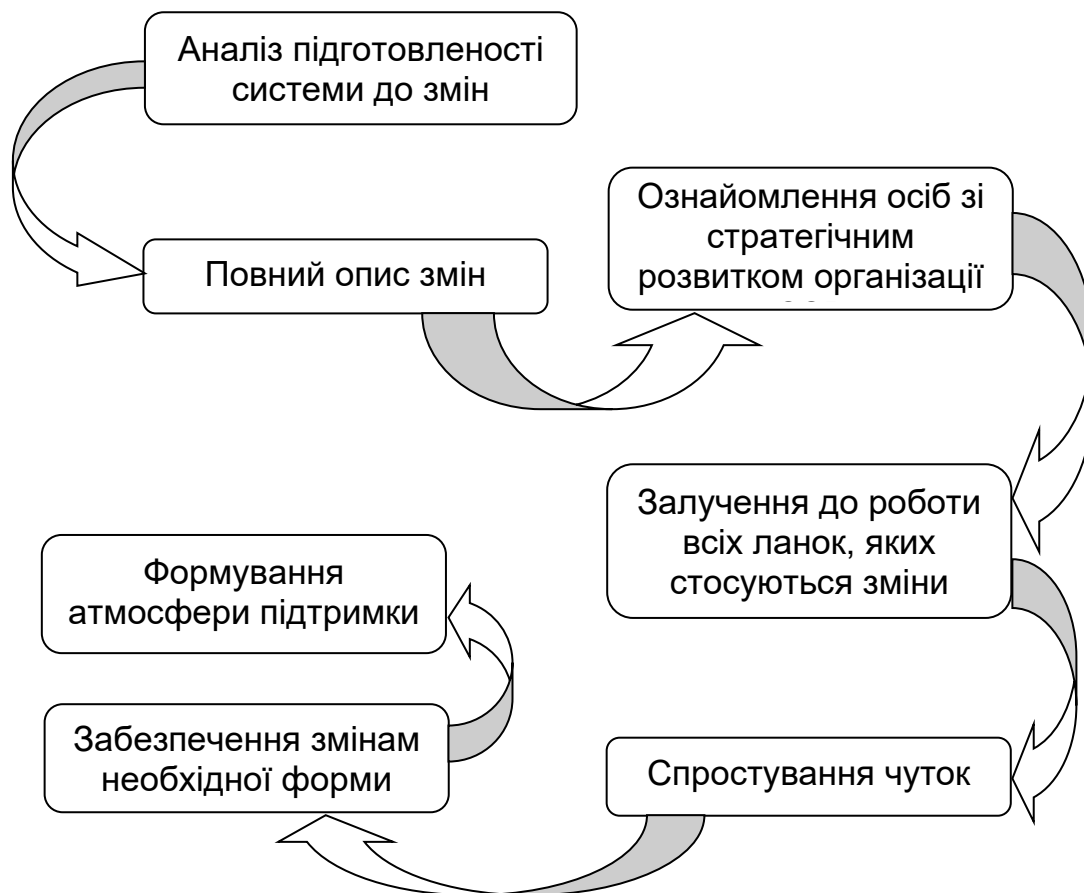 Аналіз підготовленості
системи до змін
Повний опис змін
Ознайомлення осіб зі
стратегічним
розвитком організації
Залучення до роботи
всіх ланок, яких
стосуються зміни
Спростування чуток
Забезпечення змінам
необхідної форми
Формування
атмосфери підтримки